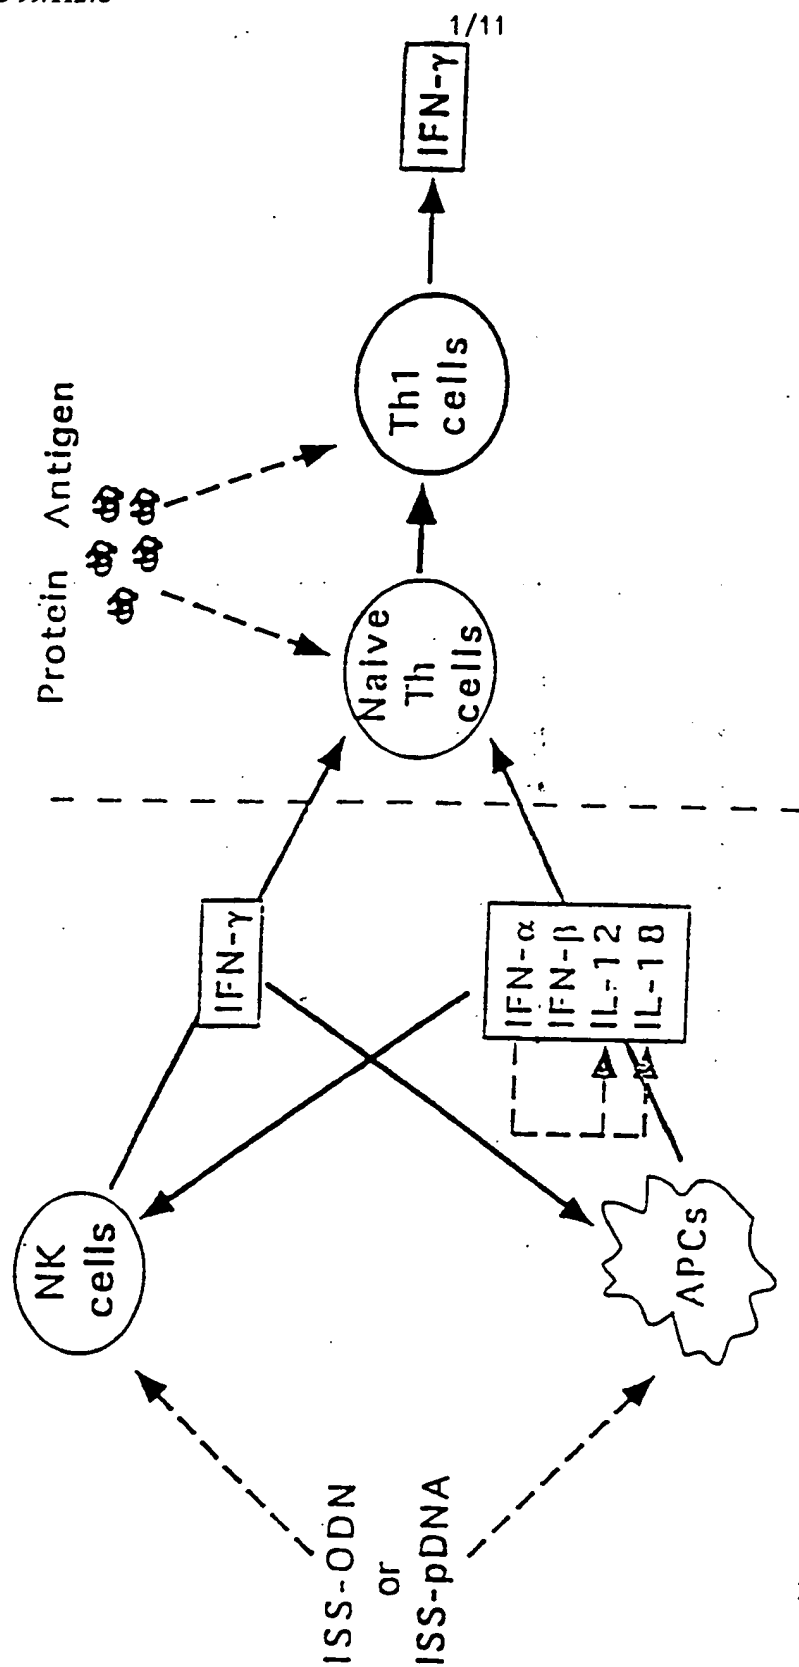 1/11
ISS-ODN
or
ISS-pDNA
NK
cells
APCs
IFN-γ
IFN-α
IFN-β
IL-12
IL-18
Protein Antigen
Naive
Th
cells
Th1
cells
IFN-γ